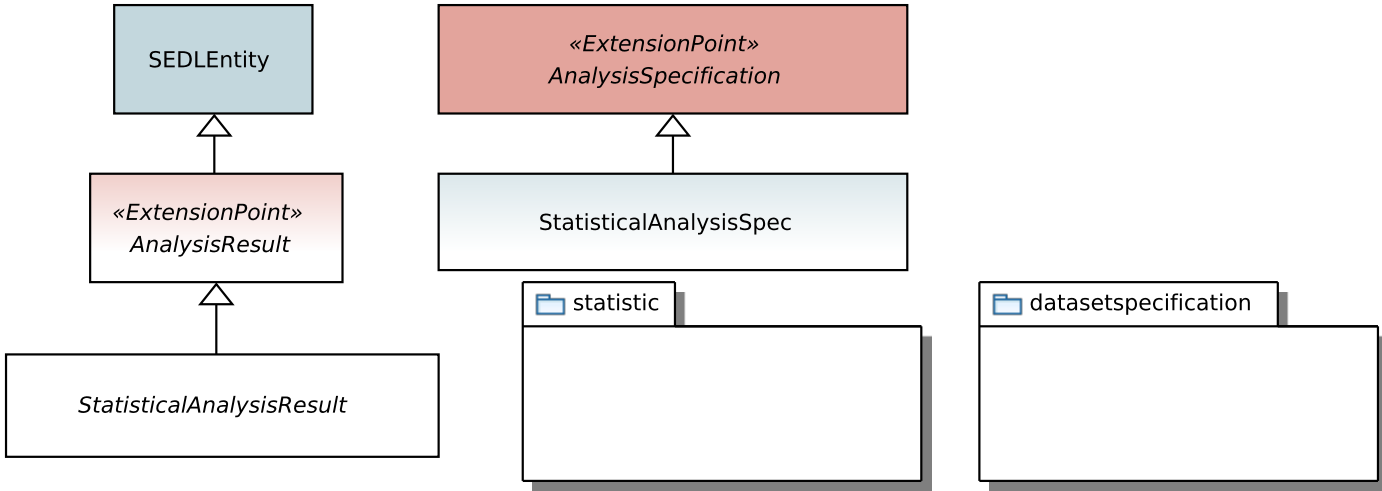 SEDLEntity
«ExtensionPoint»
AnalysisSpecification
«ExtensionPoint»
AnalysisResult
StatisticalAnalysisSpec
statistic
datasetspecification
StatisticalAnalysisResult